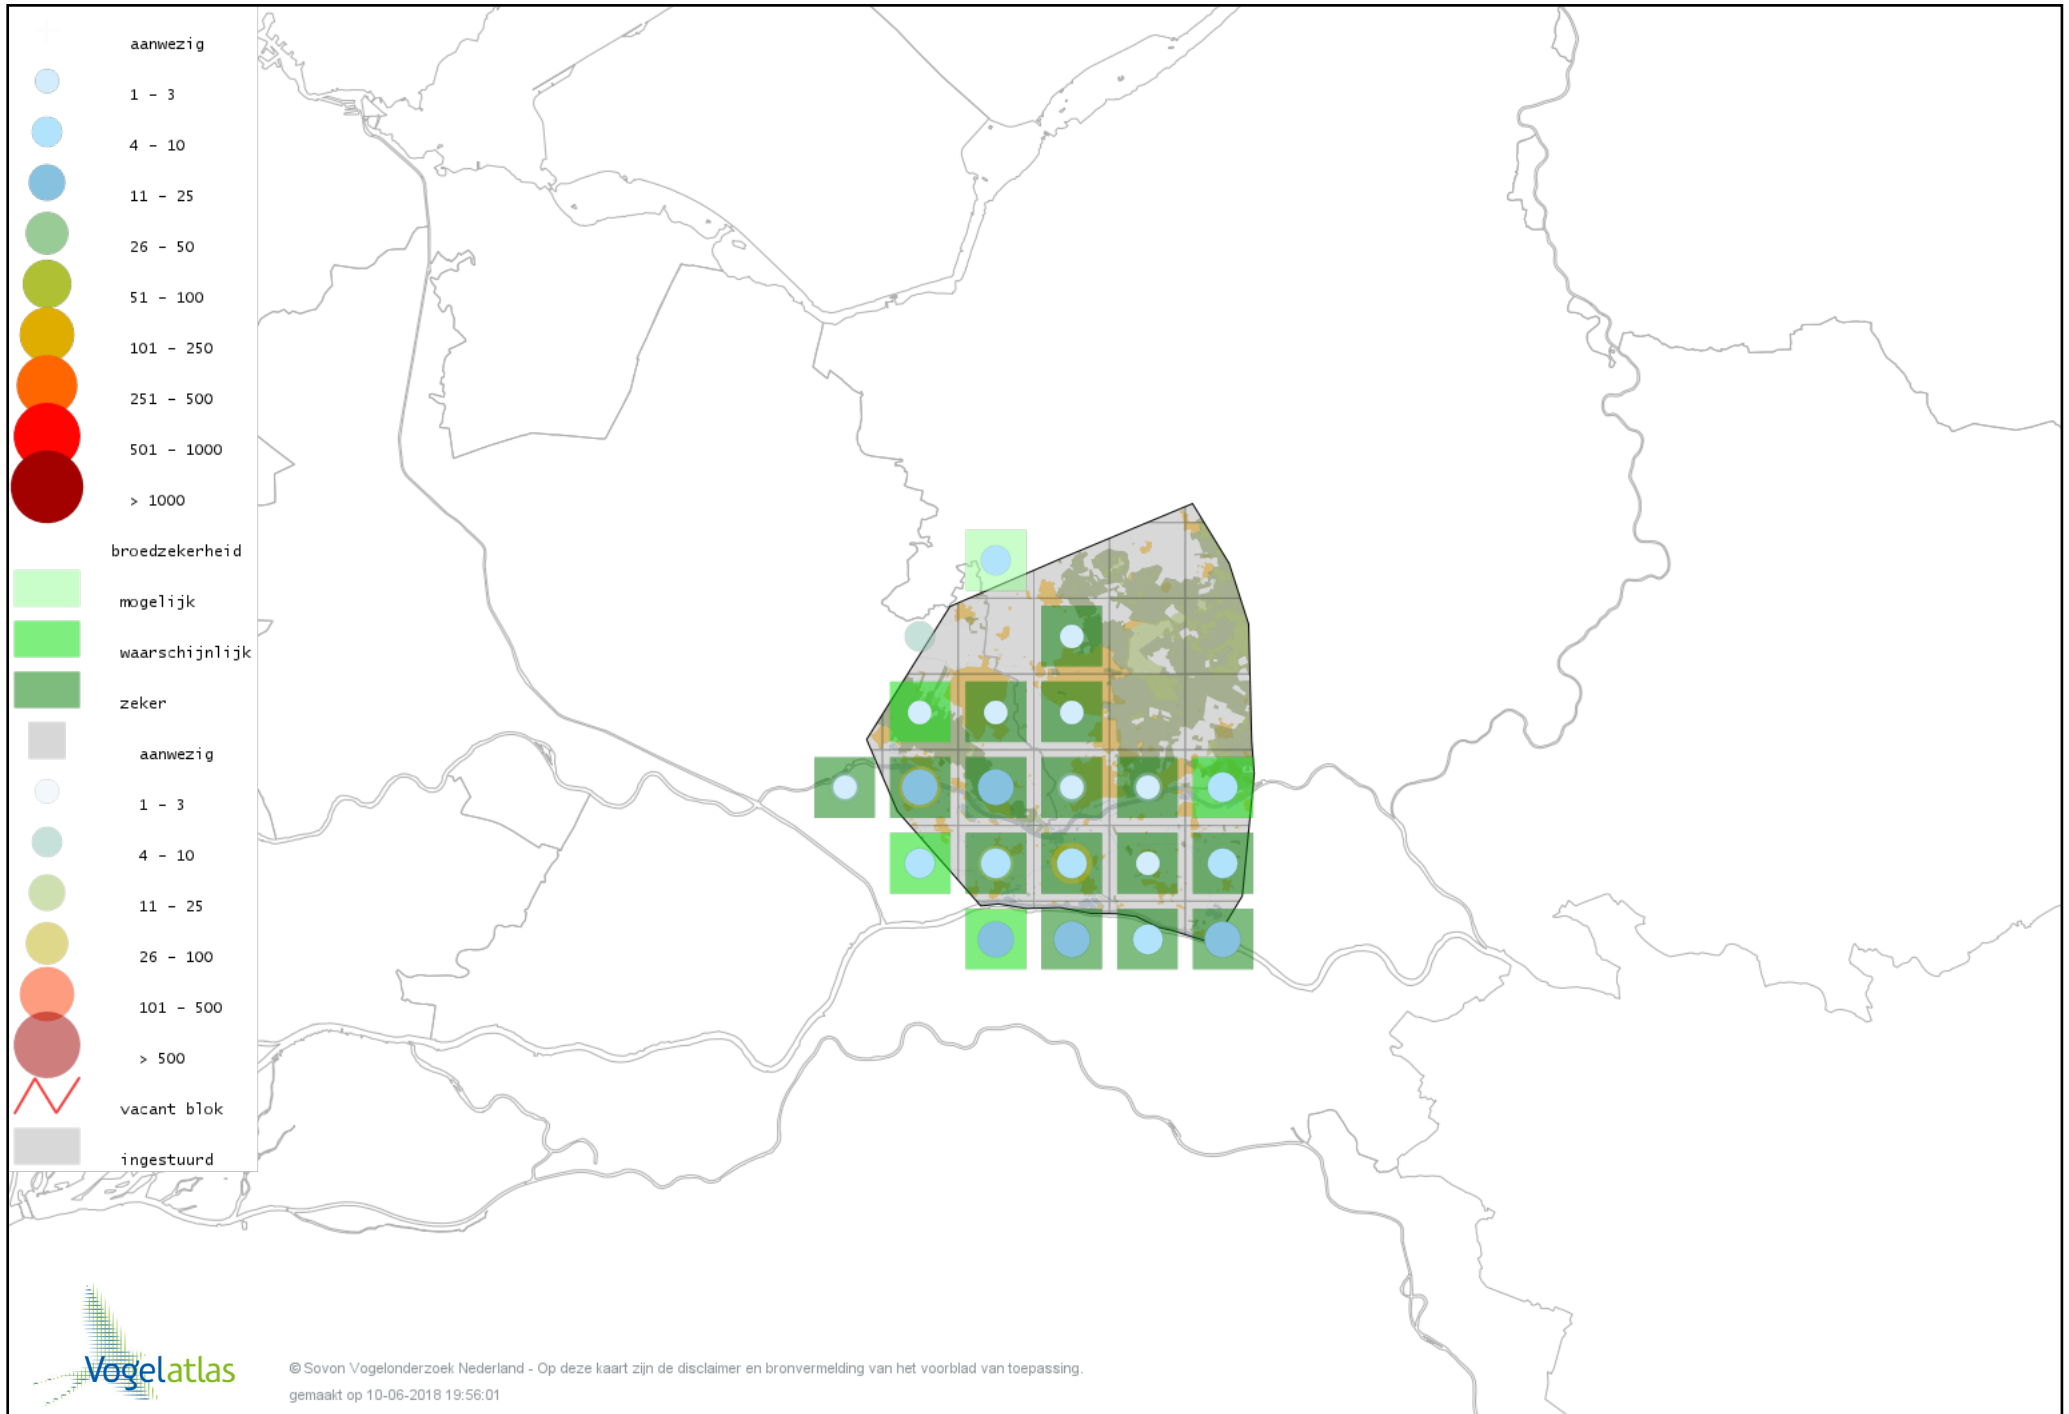 aanwezig
1 - 3
4 - 10
11 - 25
26 - 50
51 - 100
101 - 250
251 - 500
501 - 1000
> 1000
broedzekerheid
mogelijk
waarschijnlijk
zeker
aanwezig
1 - 3
4 - 10
11 - 25
26 - 100
101 - 500
> 500
vacant blok
ingestuurd
Vogelatlas
© Sovon Vogelonderzoek Nederland - Op deze kaart zijn de disclaimer en bronvermelding van het voorblad van toepassing.
gemaakt op 10-06-2018 19:56:01